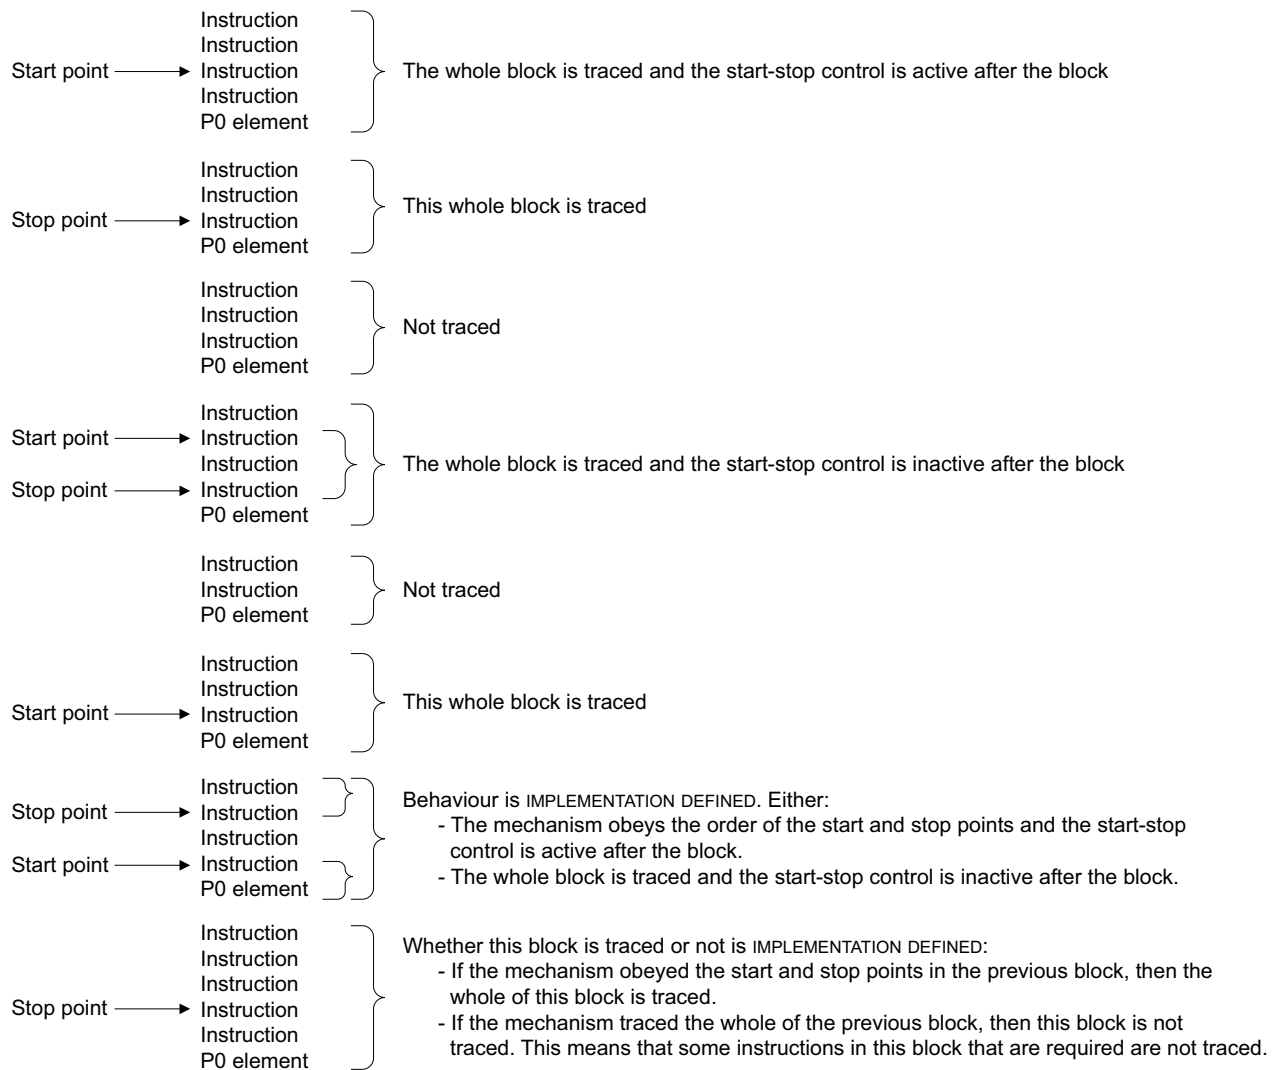 Instruction
Instruction
Start point Instruction The whole block is traced and the start-stop control is active after the block
Instruction
P0 element
Instruction
Instruction This whole block is traced
Stop point Instruction
P0 element
Instruction
Instruction Not traced
Instruction
P0 element
Instruction
Start point Instruction
Instruction The whole block is traced and the start-stop control is inactive after the block
Stop point Instruction
P0 element
Instruction
Instruction Not traced
P0 element
Instruction
Instruction This whole block is traced
Start point Instruction
P0 element
Instruction Behaviour is IMPLEMENTATION DEFINED. Either:
Stop point Instruction - The mechanism obeys the order of the start and stop points and the start-stop
Instruction control is active after the block.
Start point Instruction - The whole block is traced and the start-stop control is inactive after the block.
P0 element
Instruction Whether this block is traced or not is IMPLEMENTATION DEFINED:
Instruction - If the mechanism obeyed the start and stop points in the previous block, then the
Instruction whole of this block is traced.
Stop point Instruction - If the mechanism traced the whole of the previous block, then this block is not
Instruction traced. This means that some instructions in this block that are required are not traced.
P0 element